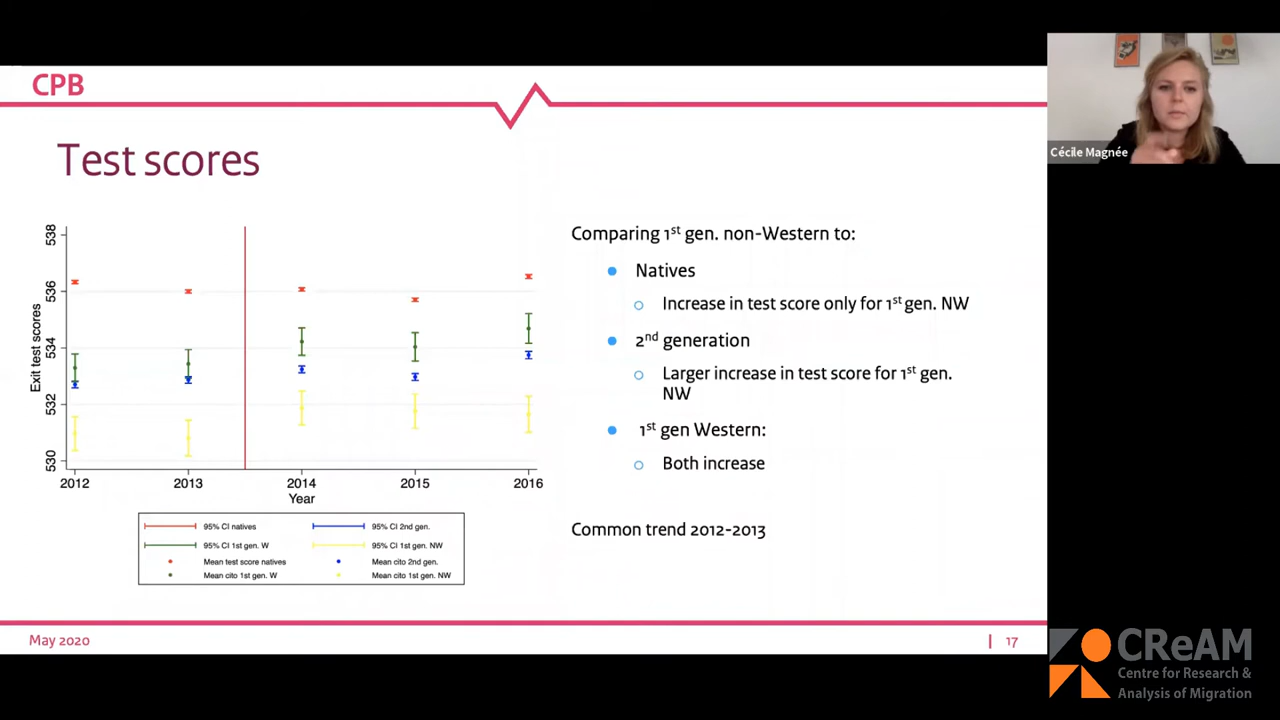 CPB
Test scores
538
536
534
532
530
Exit test scores
2012
2013
2014
2015
2016
Year
95% CI natives
95% CI 2nd gen.
95% CI 1st gen. W
95% CI 1st gen. NW
Mean test score natives
Mean cito 2nd gen.
Mean cito 1st gen. W
Mean cito 1st gen. NW
Comparing 1st gen. non-Western to:
Natives
Increase in test score only for 1st gen. NW
2nd generation
Larger increase in test score for 1st gen.
NW
1st gen Western:
Both increase
Common trend 2012-2013
May 2020
17
Cécile Magnée
CReAM
Centre for Research &
Analysis of Migration